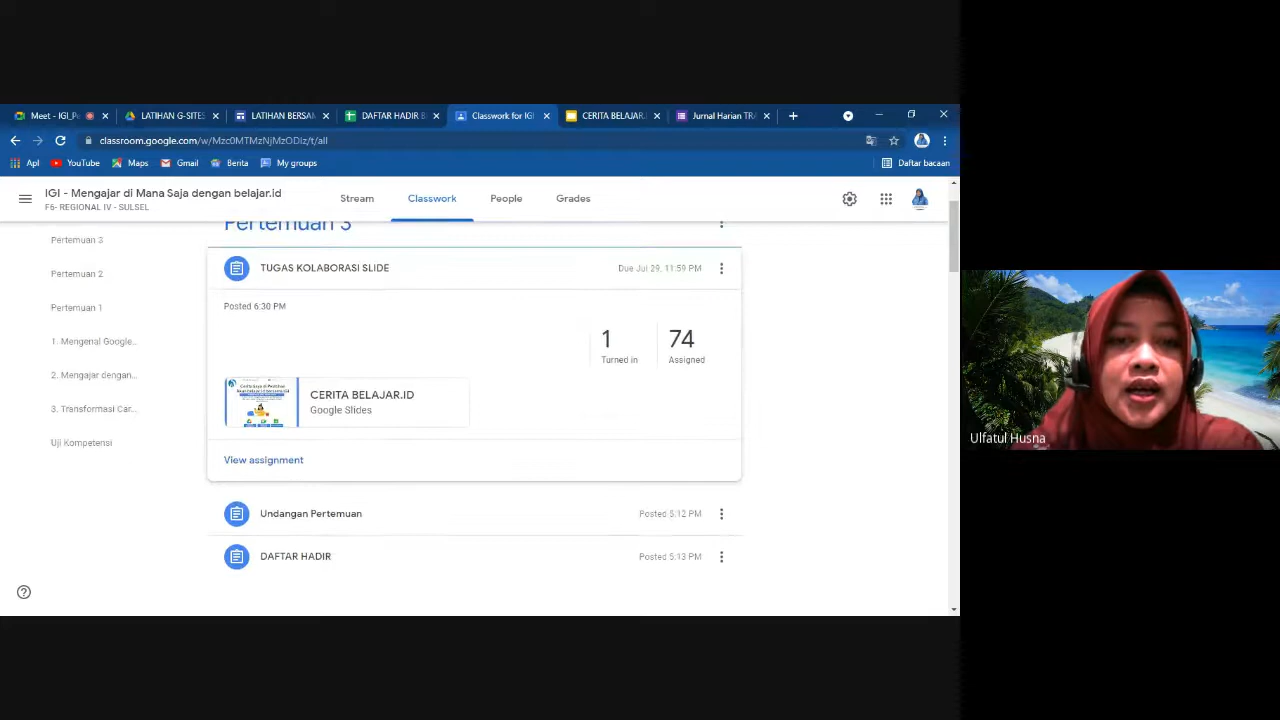 Meet - IGI_Pe
LATIHAN G-SITES
LATIHAN BERSAM
DAFTAR HADIR B
Classwork for IGI
CERITA BELAJAR.
Jurnal Harian TRA
classroom.google.com/w/Mzc0MTMzNjMzODIz/t/all
Apl
YouTube
Maps
Gmail
Berita
My groups
Daftar bacaan
IGI - Mengajar di Mana Saja dengan belajar.id
F6- REGIONAL IV - SULSEL
Stream
Classwork
People
Grades
Pertemuan 3
Pertemuan 2
Pertemuan 1
1. Mengenal Google...
2. Mengajar dengan...
3. Transformasi Car...
Uji Kompetensi
Pertemuan 3
TUGAS KOLABORASI SLIDE
Due Jul 29, 11:59 PM
Posted 6:30 PM
1
Turned in
74
Assigned
CERITA BELAJAR.ID
Google Slides
View assignment
Undangan Pertemuan
Posted 5:12 PM
DAFTAR HADIR
Posted 5:13 PM
Ulfatul Husna